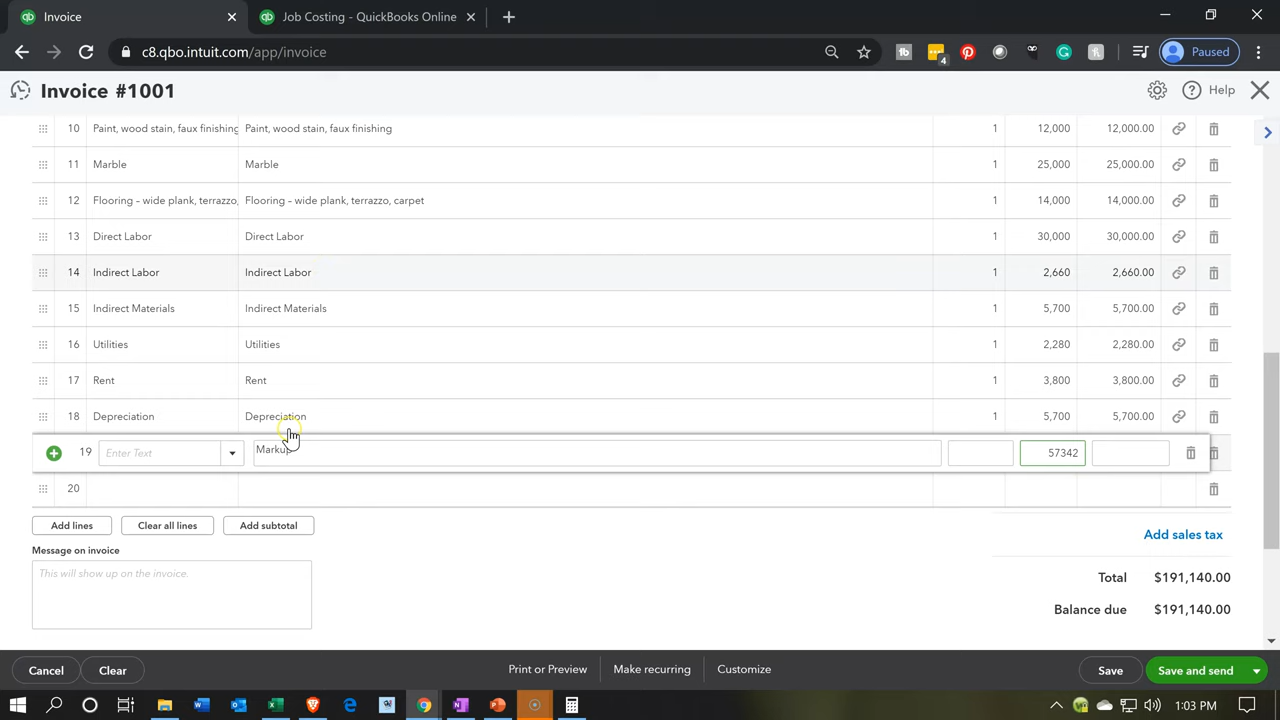 Invoice
Job Costing - QuickBooks Online
c8.qbo.intuit.com/app/invoice
4
Paused
Invoice #1001
Help
10 Paint, wood stain, faux finishing Paint, wood stain, faux finishing 1 12,000 12,000.00
11 Marble Marble 1 25,000 25,000.00
12 Flooring – wide plank, terrazzo, Flooring – wide plank, terrazzo, carpet 1 14,000 14,000.00
13 Direct Labor Direct Labor 1 30,000 30,000.00
14 Indirect Labor Indirect Labor 1 2,660 2,660.00
15 Indirect Materials Indirect Materials 1 5,700 5,700.00
16 Utilities Utilities 1 2,280 2,280.00
17 Rent Rent 1 3,800 3,800.00
18 Depreciation Depreciation 1 5,700 5,700.00
19 Enter Text Markup 57342
20
Add lines Clear all lines Add subtotal
Add sales tax
Message on invoice
This will show up on the invoice.
Total $191,140.00
Balance due $191,140.00
Cancel Clear Print or Preview Make recurring Customize Save Save and send
1:03 PM